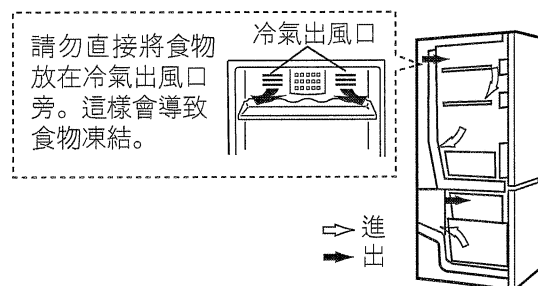 請勿直接將食物
放在冷氣出風口
旁。這樣會導致
食物凍結。
冷氣出風口
進
出